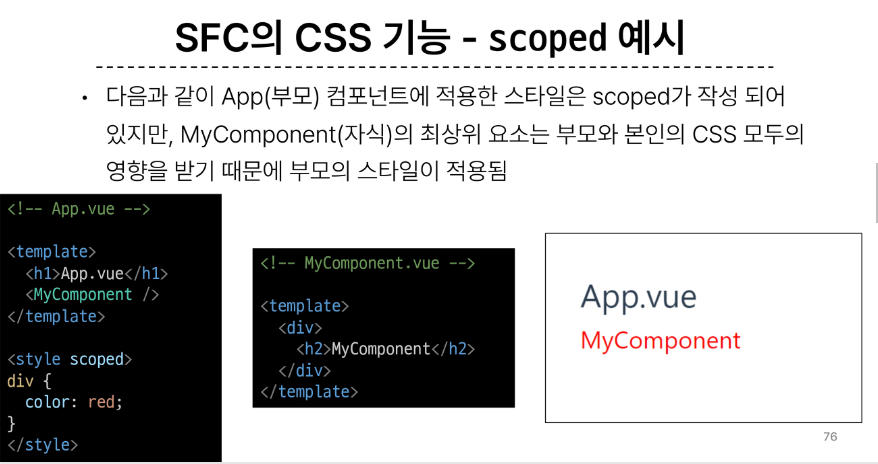 SFC의 CSS 기능 - scoped 예시
• 다음과 같이 App(부모) 컴포넌트에 적용한 스타일은 scoped가 작성 되어
있지만, MyComponent(자식)의 최상위 요소는 부모와 본인의 CSS 모두의
영향을 받기 때문에 부모의 스타일이 적용됨
<!-- App.vue -->
<template>
  <h1>App.vue</h1>
  <MyComponent />
</template>
<style scoped>
div {
  color: red;
}
</style>
<!-- MyComponent.vue -->
<template>
  <div>
    <h2>MyComponent</h2>
  </div>
</template>
App.vue
MyComponent
76